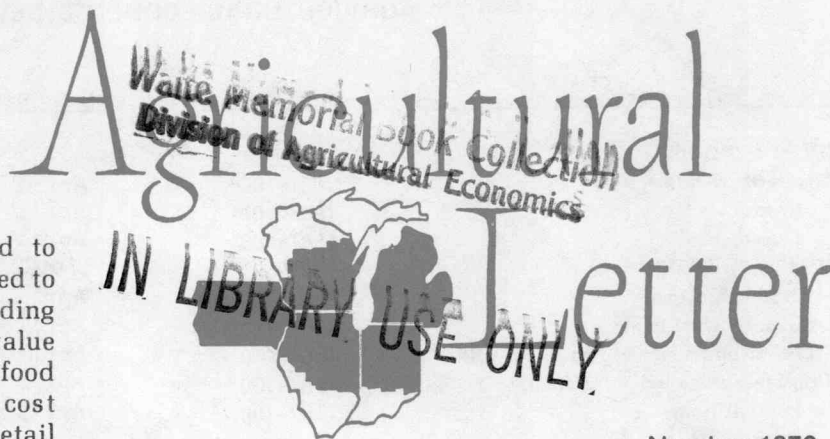 Agricultural
Letter
Waite Memorial Book Collection
Division of Agricultural Economics
IN LIBRARY USE ONLY
d to
ed to
ding
value
food
cost
etail